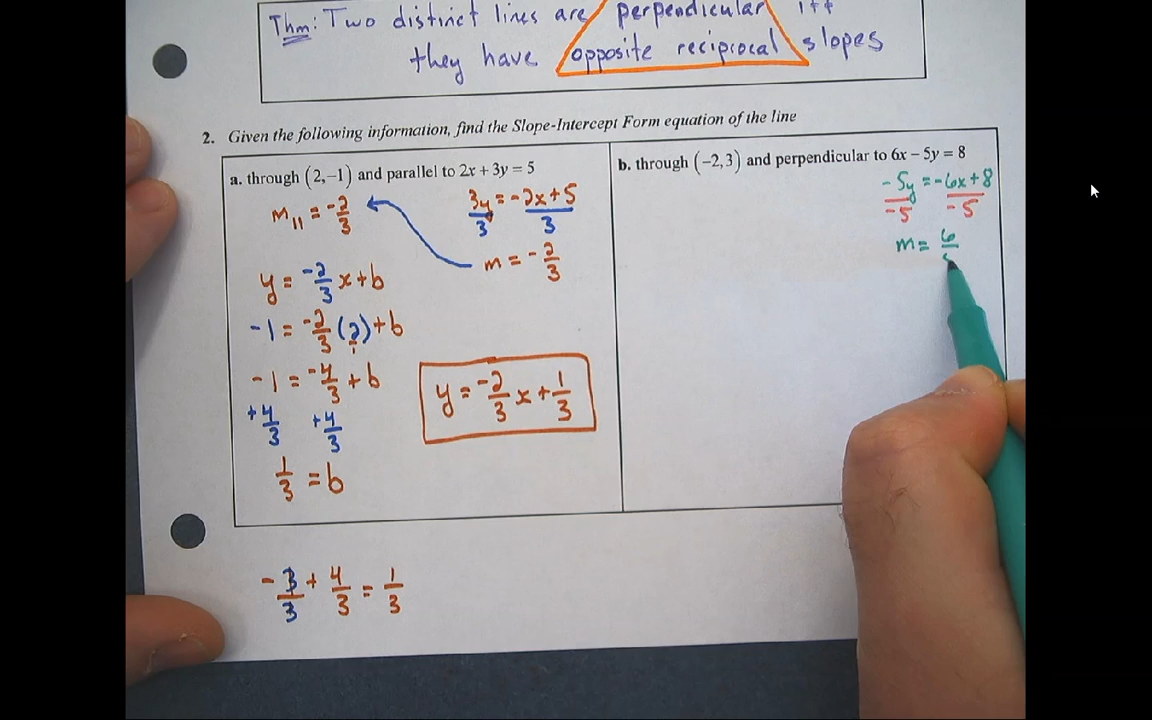 Thm: Two distinct lines are perpendicular iff
they have opposite reciprocal slopes
2. Given the following information, find the Slope-Intercept Form equation of the line
a. through (2,−1) and parallel to 2x + 3y = 5
m_∥ = -2/3
3y = -2x+5
3 3
m = -2/3
y = -2/3 x + b
-1 = -2/3 (2) + b
-1 = -4/3 + b
+4/3 +4/3
1/3 = b
y = -2/3 x + 1/3
b. through (−2,3) and perpendicular to 6x − 5y = 8
-5y = -6x+8
-5 -5
m = 6/
-3/3 + 4/3 = 1/3